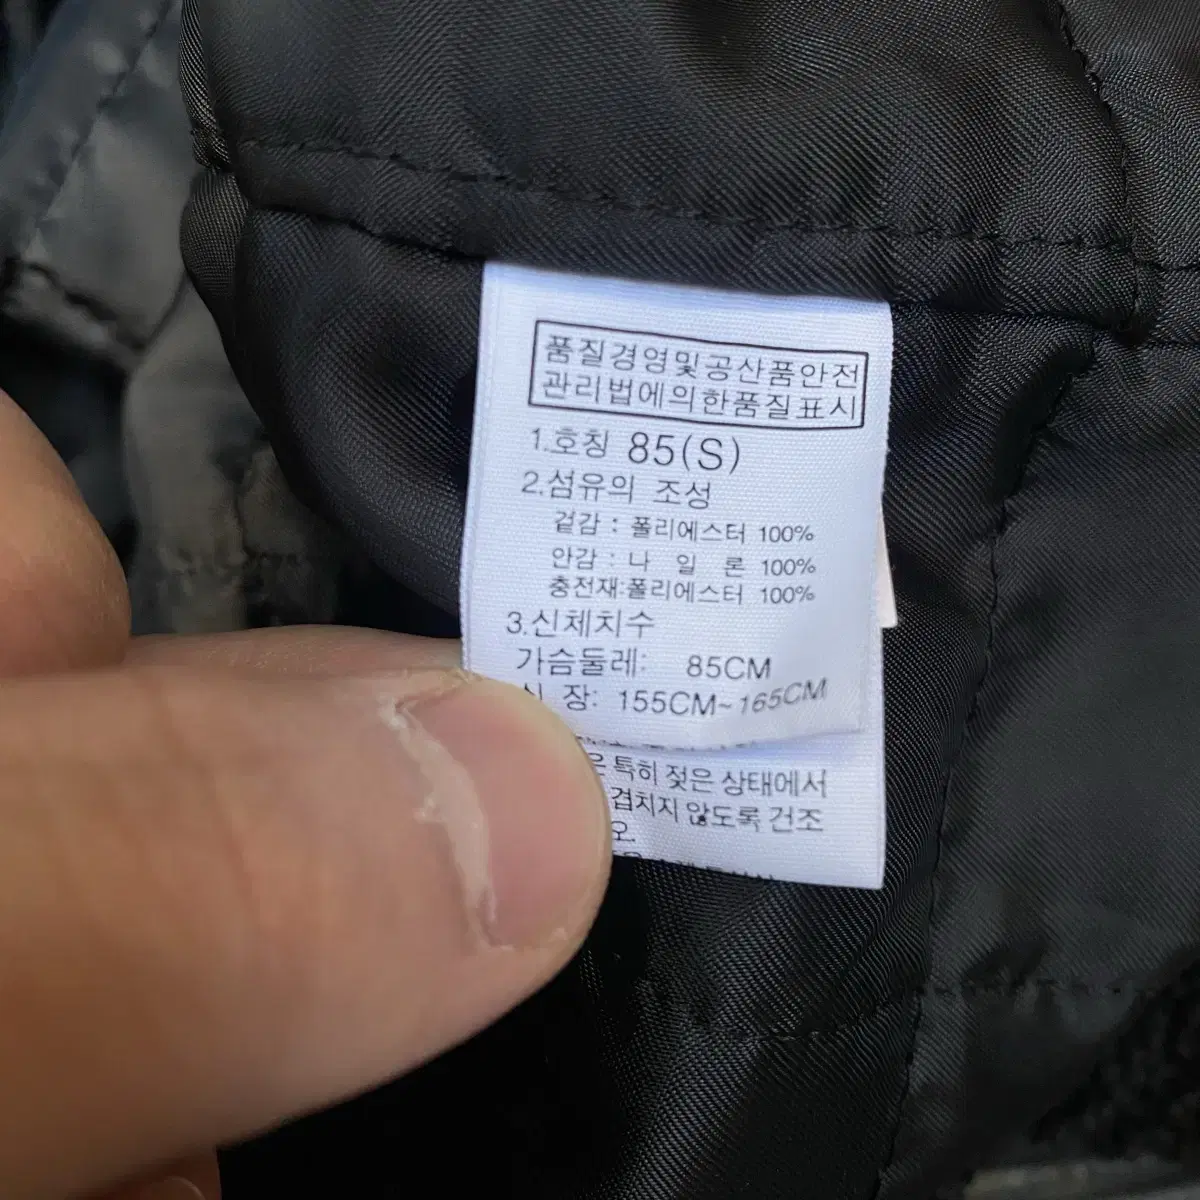 품질경영및공산품안전
관리법에의한품질표시
1.호칭 85(S)
2.섬유의 조성
겉감 : 폴리에스터 100%
안감 : 나 일 론 100%
충전재:폴리에스터 100%
3.신체치수
가슴둘레: 85CM
장: 155CM~165CM
은 특히 젖은 상태에서
겹치지 않도록 건조
오.